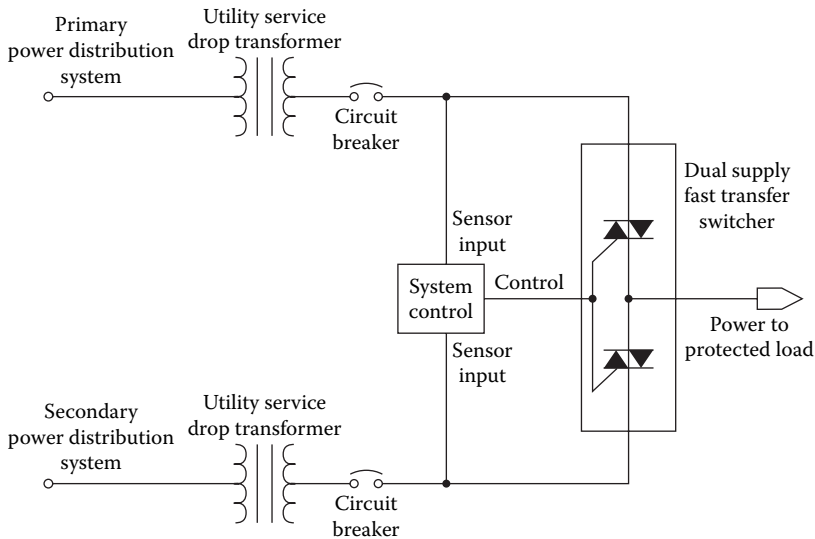 Primary
power distribution
system
Utility service
drop transformer
Circuit
breaker
Dual supply
fast transfer
switcher
Sensor
input
System
control
Control
Sensor
input
Power to
protected load
Secondary
power distribution
system
Utility service
drop transformer
Circuit
breaker